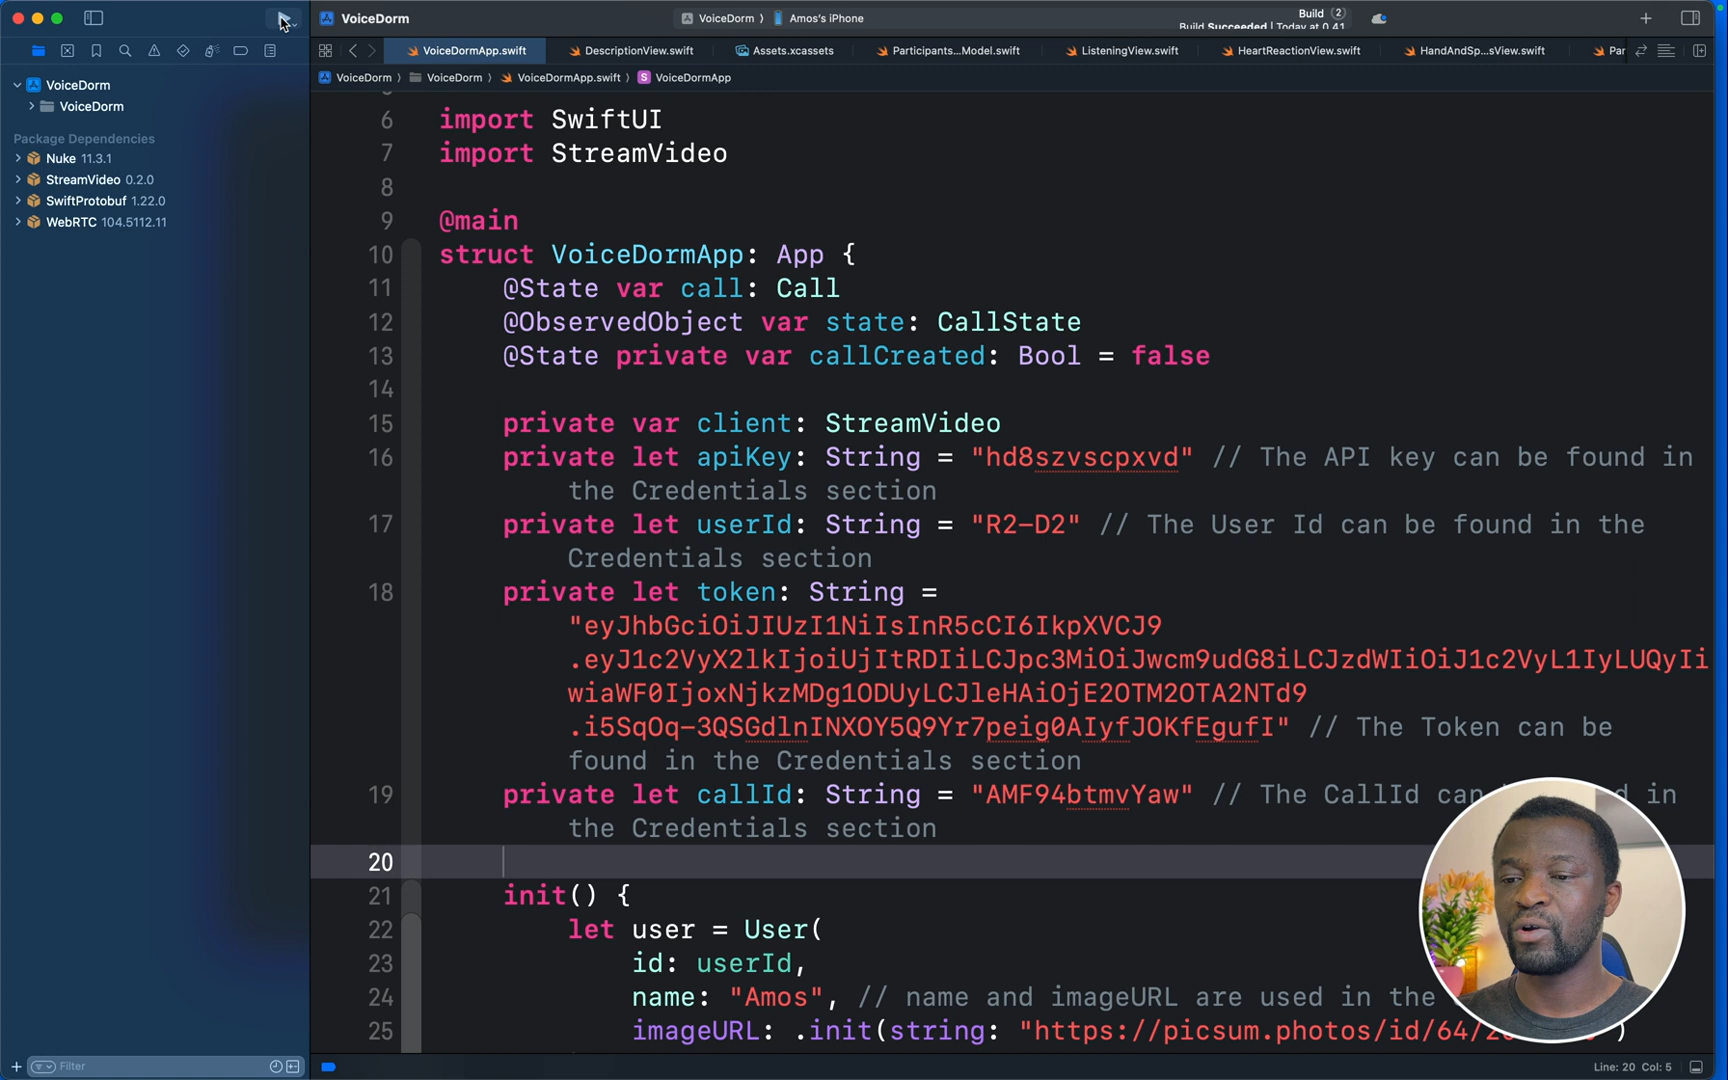 VoiceDorm
VoiceDorm 〉 Amos's iPhone
Build 2
Build Succeeded | Today at 0.41
VoiceDormApp.swift
DescriptionView.swift
Assets.xcassets
Participants...Model.swift
ListeningView.swift
HeartReactionView.swift
HandAndSp...sView.swift
Par
VoiceDorm 〉 VoiceDorm 〉 VoiceDormApp.swift 〉 S VoiceDormApp
VoiceDorm
VoiceDorm
Package Dependencies
Nuke 11.3.1
StreamVideo 0.2.0
SwiftProtobuf 1.22.0
WebRTC 104.5112.11
6 import SwiftUI
7 import StreamVideo
8
9 @main
10 struct VoiceDormApp: App {
11 @State var call: Call
12 @ObservedObject var state: CallState
13 @State private var callCreated: Bool = false
14
15 private var client: StreamVideo
16 private let apiKey: String = "hd8szvscpxvd" // The API key can be found in
the Credentials section
17 private let userId: String = "R2-D2" // The User Id can be found in the
Credentials section
18 private let token: String =
"eyJhbGciOiJIUzI1NiIsInR5cCI6IkpXVCJ9
.eyJ1c2VyX2lkIjoiUjItRDIiLCJpc3MiOiJwcm9udG8iLCJzdWIiOiJ1c2VyL1IyLUQyIi
wiaWF0IjoxNjkzMDg1ODUyLCJleHAiOjE2OTM2OTA2NTd9
.i5SqOq-3QSGdlnINXOY5Q9Yr7peig0AIyfJOKfEgufI" // The Token can be
found in the Credentials section
19 private let callId: String = "AMF94btmvYaw" // The CallId can in
the Credentials section
20
21 init() {
22 let user = User(
23 id: userId,
24 name: "Amos", // name and imageURL are used in the
25 imageURL: .init(string: "https://picsum.photos/id/64/2
Filter
Line: 20 Col: 5